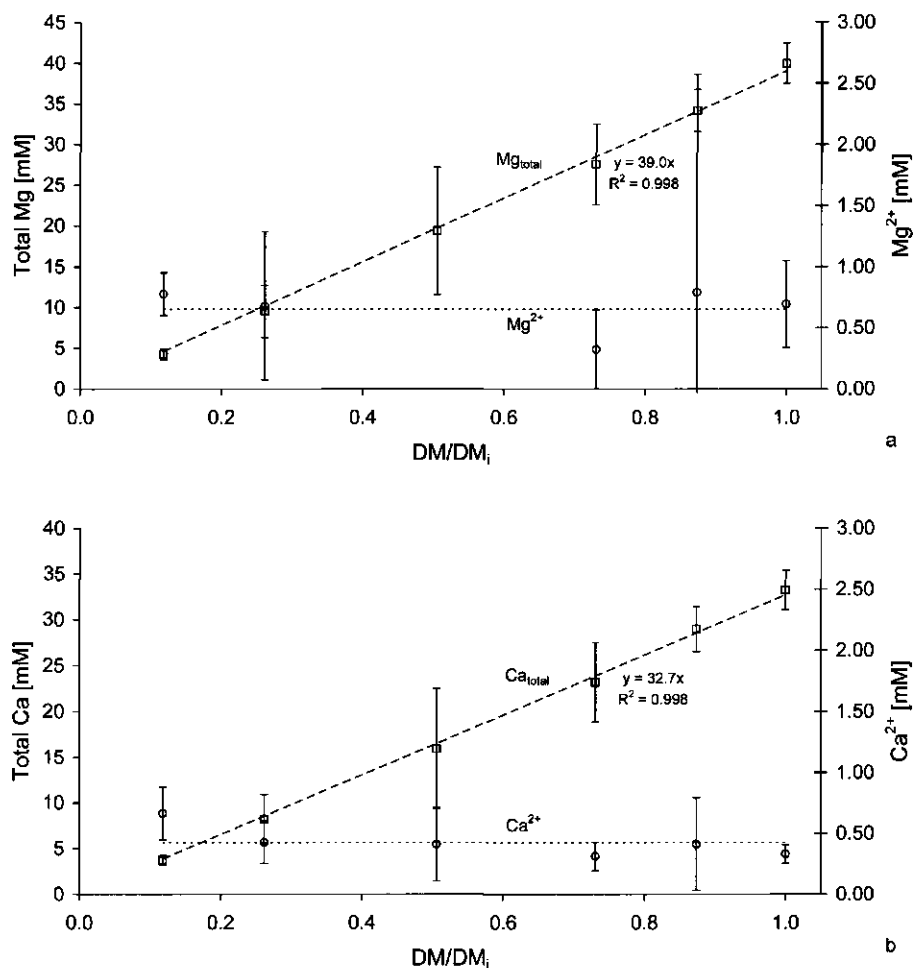 45
40
35
30
25
20
15
10
5
0
Total Mg [mM]
3.00
2.50
2.00
1.50
1.00
0.50
0.00
Mg²⁺ [mM]
Mg_total
y = 39.0x
R² = 0.998
Mg²⁺
0.0 0.2 0.4 0.6 0.8 1.0
DM/DM_i
a
40
35
30
25
20
15
10
5
0
Total Ca [mM]
3.00
2.50
2.00
1.50
1.00
0.50
0.00
Ca²⁺ [mM]
Ca_total
y = 32.7x
R² = 0.998
Ca²⁺
0.0 0.2 0.4 0.6 0.8 1.0
DM/DM_i
b